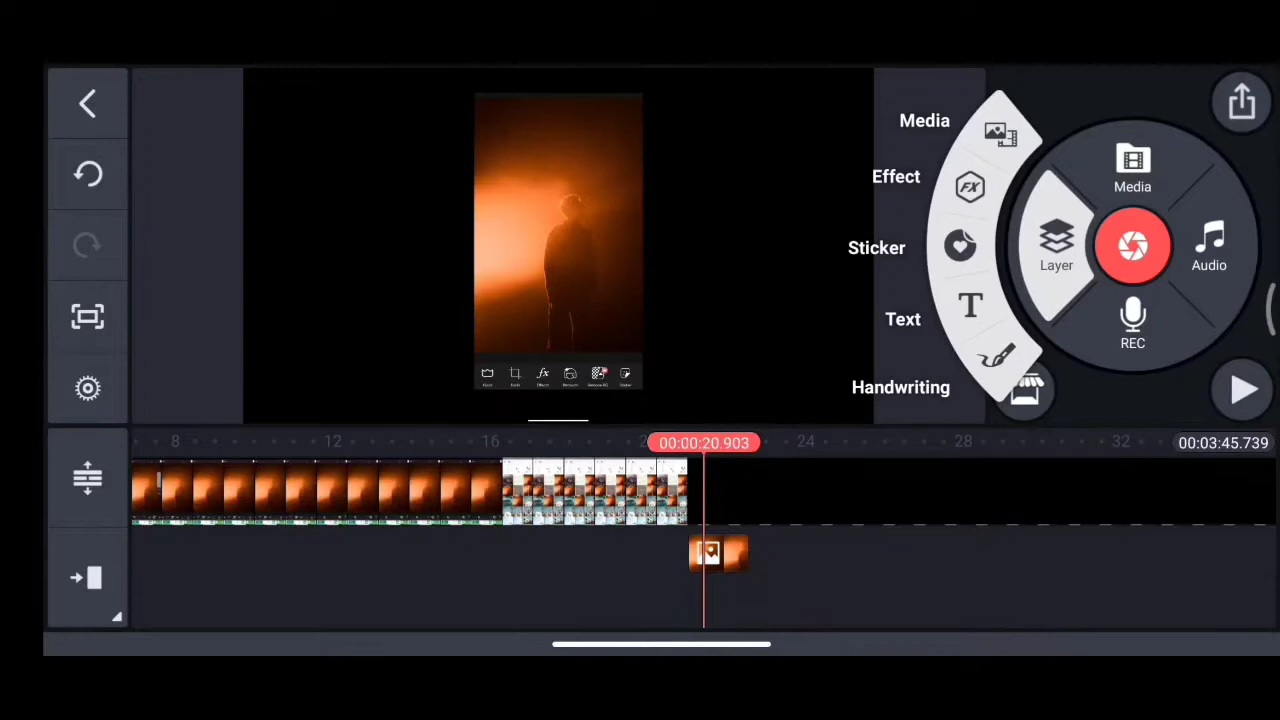 Media
Effect
Sticker
Text
Handwriting
Media
Layer
Audio
REC
8
12
16
00:00:20.903
24
28
32
00:03:45.739